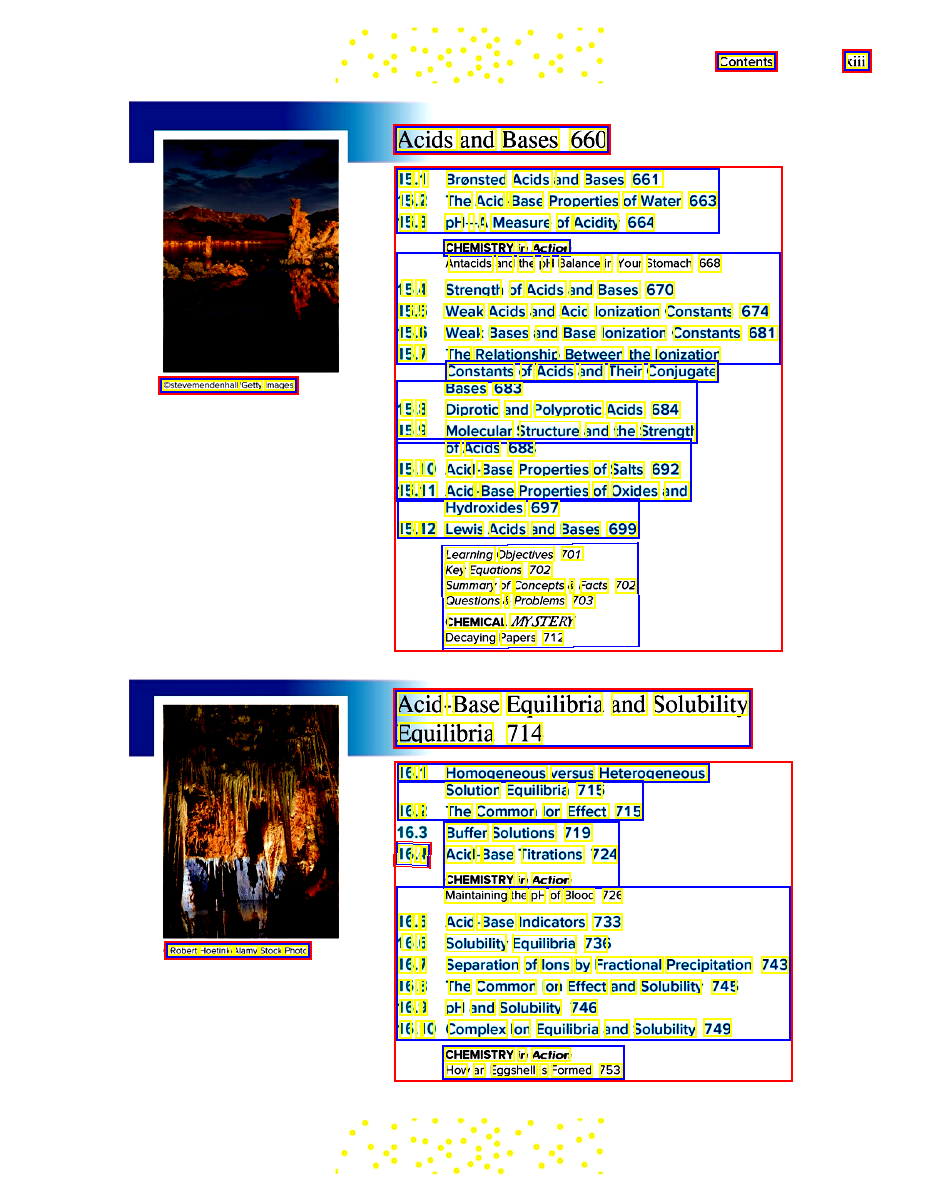 Contents xiii
Acids and Bases 660
15.1 Brønsted Acids and Bases 661
15.2 The Acid-Base Properties of Water 663
15.3 pH—A Measure of Acidity 664
CHEMISTRY in Action
Antacids and the pH Balance in Your Stomach 668
15.4 Strength of Acids and Bases 670
15.5 Weak Acids and Acid Ionization Constants 674
15.6 Weak Bases and Base Ionization Constants 681
15.7 The Relationship Between the Ionization
Constants of Acids and Their Conjugate
Bases 683
15.8 Diprotic and Polyprotic Acids 684
15.9 Molecular Structure and the Strength
of Acids 688
15.10 Acid-Base Properties of Salts 692
15.11 Acid-Base Properties of Oxides and
Hydroxides 697
15.12 Lewis Acids and Bases 699
Learning Objectives 701
Key Equations 702
Summary of Concepts & Facts 702
Questions & Problems 703
CHEMICAL MYSTERY
Decaying Papers 712
©stevemendenhall/Getty Images
Acid-Base Equilibria and Solubility
Equilibria 714
16.1 Homogeneous versus Heterogeneous
Solution Equilibria 715
16.2 The Common Ion Effect 715
16.3 Buffer Solutions 719
16.4 Acid-Base Titrations 724
CHEMISTRY in Action
Maintaining the pH of Blood 726
16.5 Acid-Base Indicators 733
16.6 Solubility Equilibria 736
16.7 Separation of Ions by Fractional Precipitation 743
16.8 The Common Ion Effect and Solubility 745
16.9 pH and Solubility 746
16.10 Complex Ion Equilibria and Solubility 749
CHEMISTRY in Action
How an Eggshell Is Formed 753
Robert Hoetink/Alamy Stock Photo